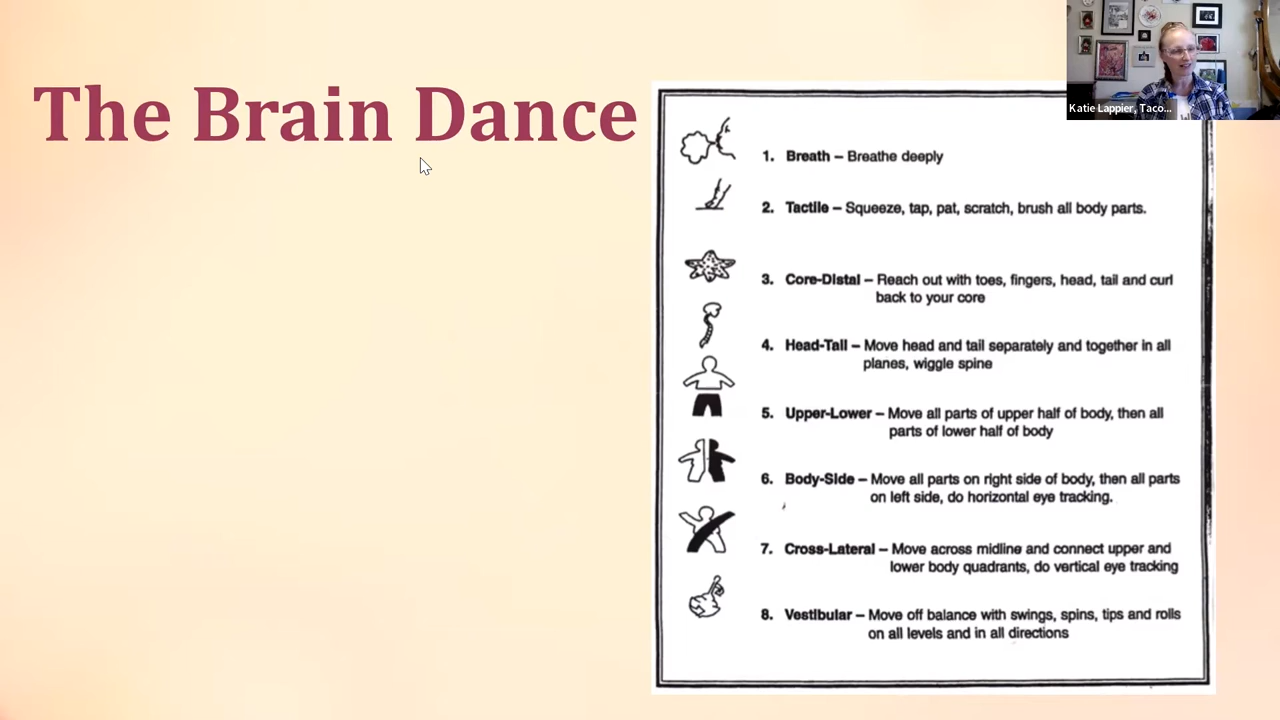 The Brain Dance
Katie Lappier, Taco...
1. Breath – Breathe deeply
2. Tactile – Squeeze, tap, pat, scratch, brush all body parts.
3. Core-Distal – Reach out with toes, fingers, head, tail and curl
back to your core
4. Head-Tail – Move head and tail separately and together in all
planes, wiggle spine
5. Upper-Lower – Move all parts of upper half of body, then all
parts of lower half of body
6. Body-Side – Move all parts on right side of body, then all parts
on left side, do horizontal eye tracking.
7. Cross-Lateral – Move across midline and connect upper and
lower body quadrants, do vertical eye tracking
8. Vestibular – Move off balance with swings, spins, tips and rolls
on all levels and in all directions